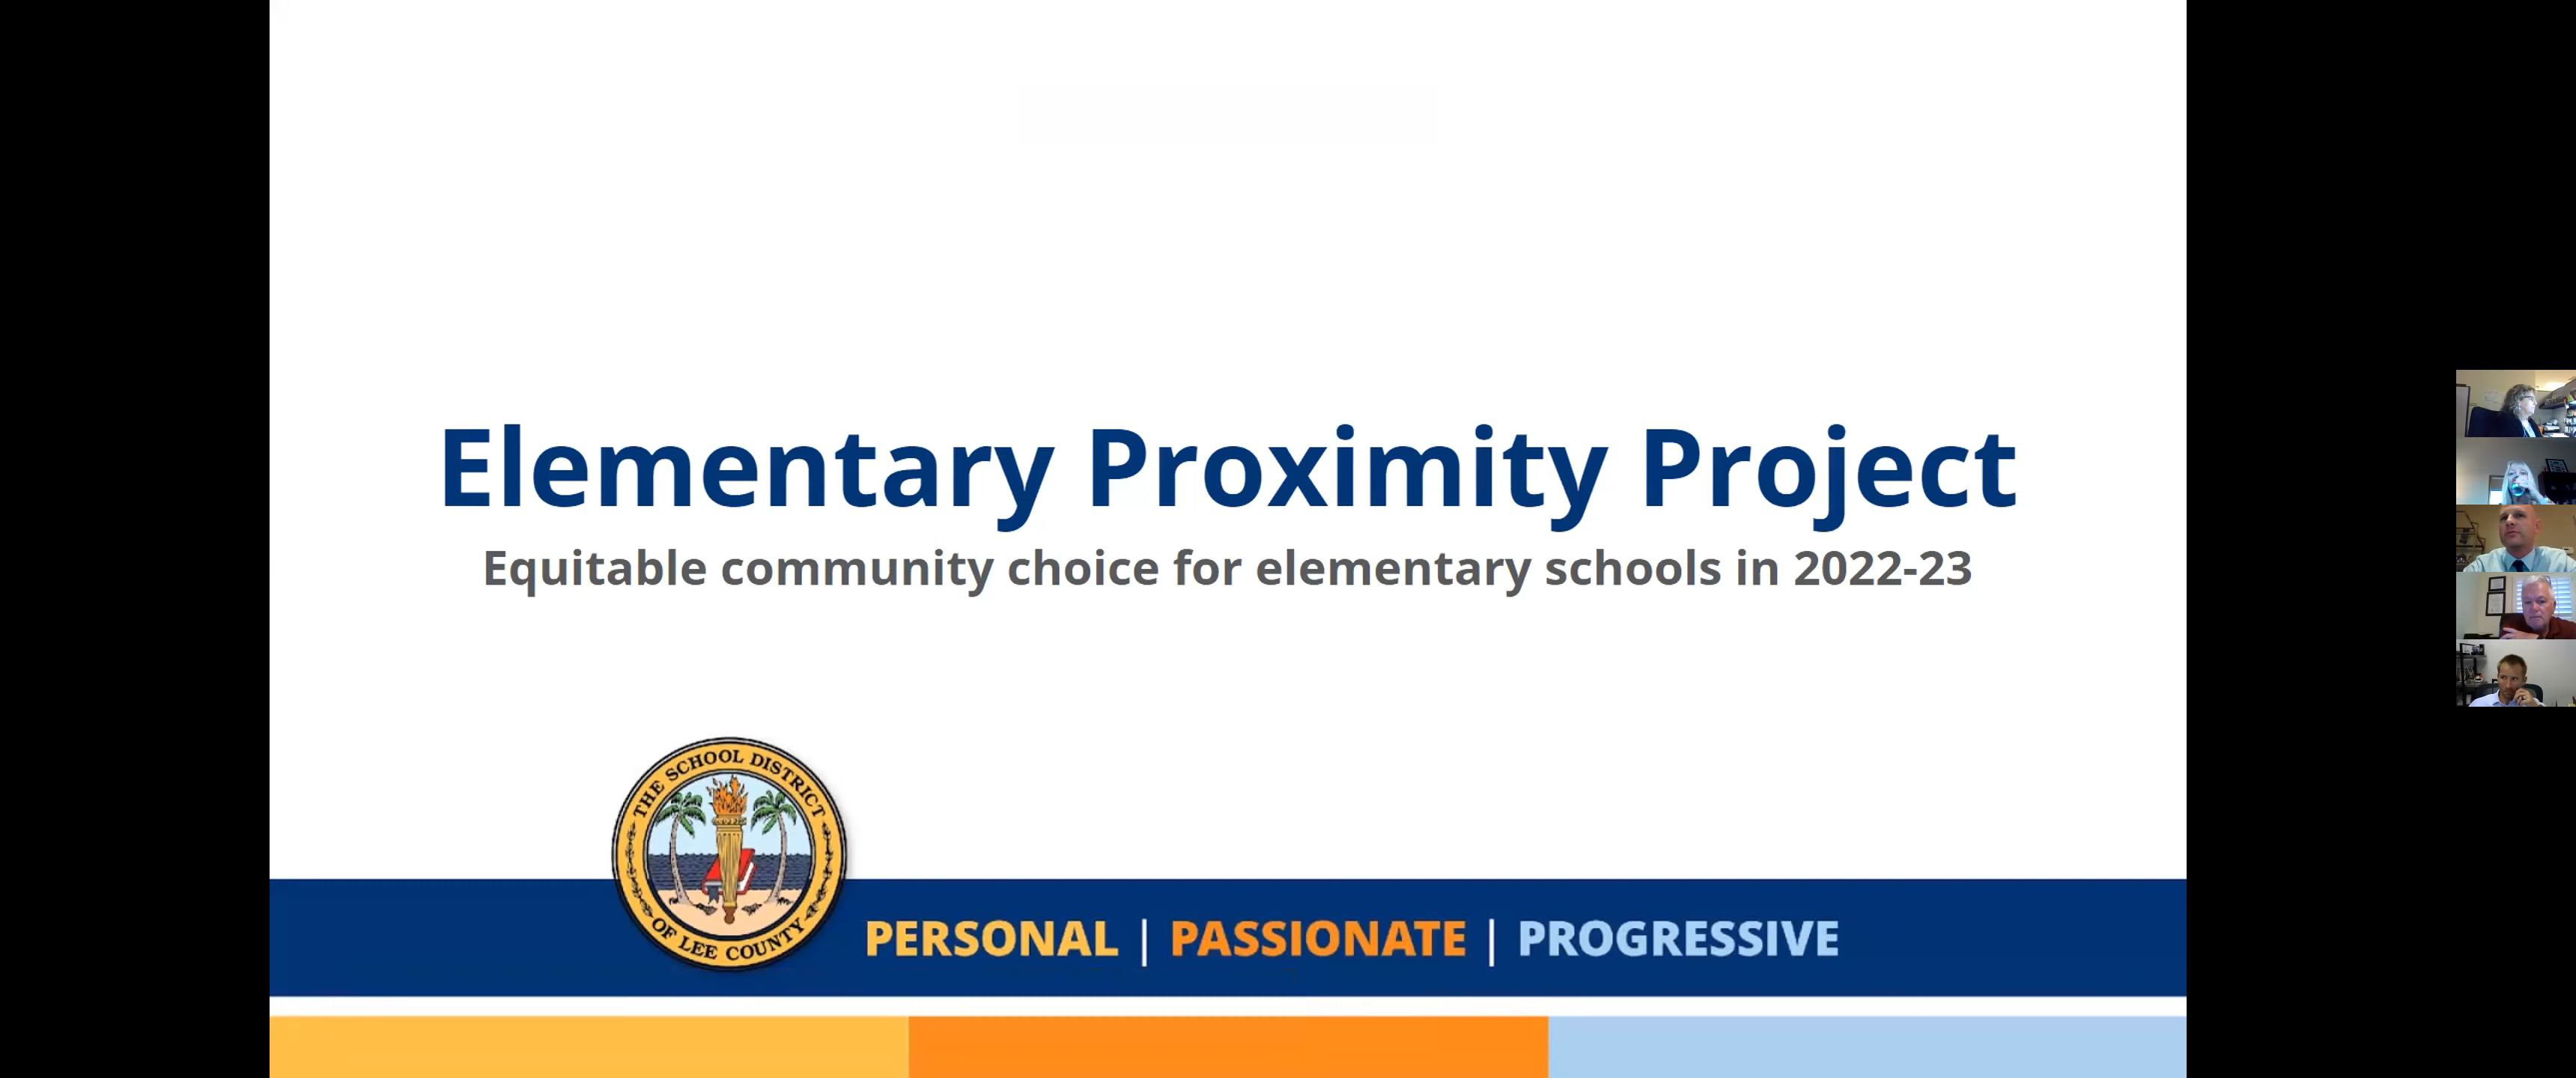 Elementary Proximity Project
Equitable community choice for elementary schools in 2022-23
THE SCHOOL DISTRICT
OF LEE COUNTY
PERSONAL | PASSIONATE | PROGRESSIVE